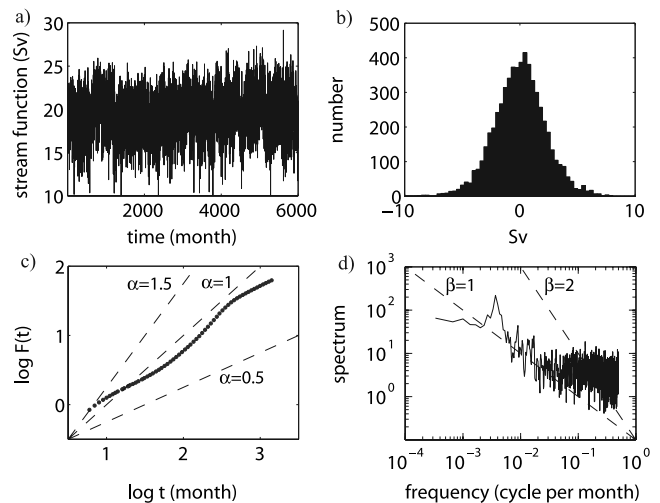 a)
30
25
20
15
10
2000
4000
6000
stream function (Sv)
time (month)
b)
500
400
300
200
100
0
−10
0
10
number
Sv
c)
2
1
0
1
2
3
α=1.5
α=1
α=0.5
log F(t)
log t (month)
d)
10³
10²
10¹
10⁰
10⁻⁴
10⁻³
10⁻²
10⁻¹
10⁰
β=1
β=2
spectrum
frequency (cycle per month)